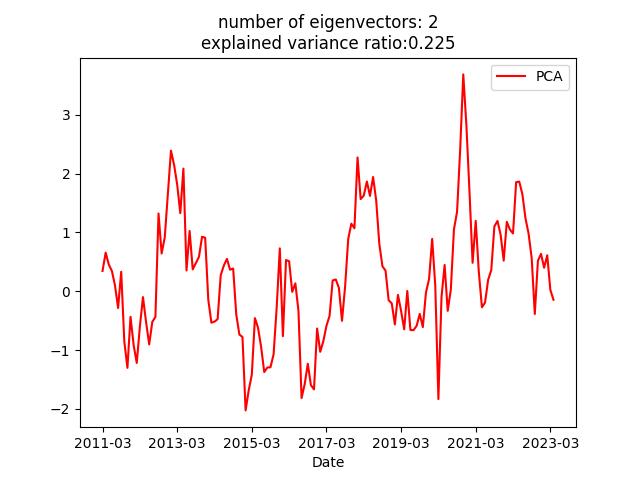 number of eigenvectors: 2
explained variance ratio:0.225
PCA
3
2
1
0
−1
−2
2011-03 2013-03 2015-03 2017-03 2019-03 2021-03 2023-03
Date